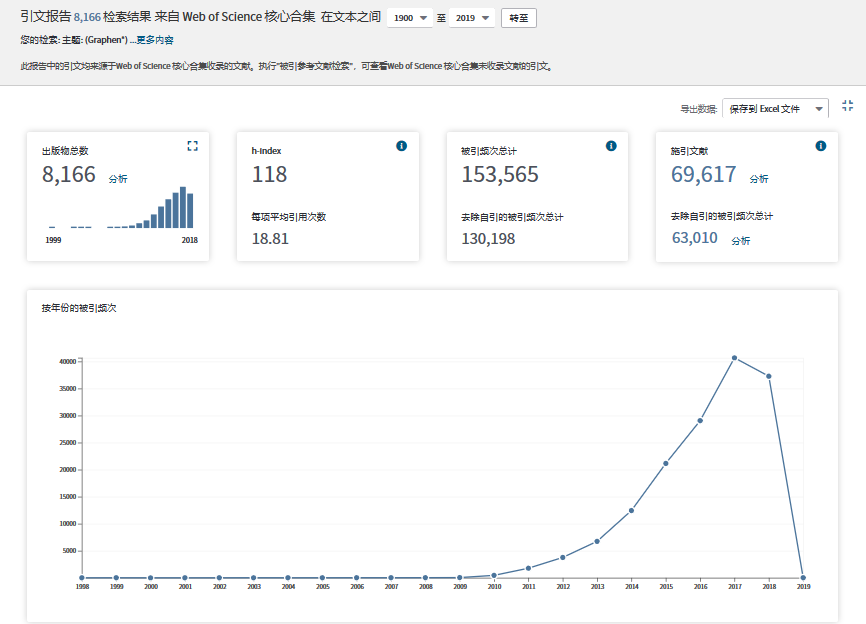 引文报告 8,166 检索结果 来自 Web of Science 核心合集 在文本之间 1900 至 2019 转至
您的检索: 主题: (Graphen*) ...更多内容
此报告中的引文均来源于Web of Science 核心合集收录的文献。执行"被引参考文献检索"，可查看Web of Science 核心合集未收录文献的引文。
导出数据: 保存到 Excel 文件
出版物总数
8,166 分析
1999 2018
h-index
118
每项平均引用次数
18.81
被引频次总计
153,565
去除自引的被引频次总计
130,198
施引文献
69,617 分析
去除自引的被引频次总计
63,010 分析
按年份的被引频次
40000
35000
30000
25000
20000
15000
10000
5000
1998 1999 2000 2001 2002 2003 2004 2005 2006 2007 2008 2009 2010 2011 2012 2013 2014 2015 2016 2017 2018 2019